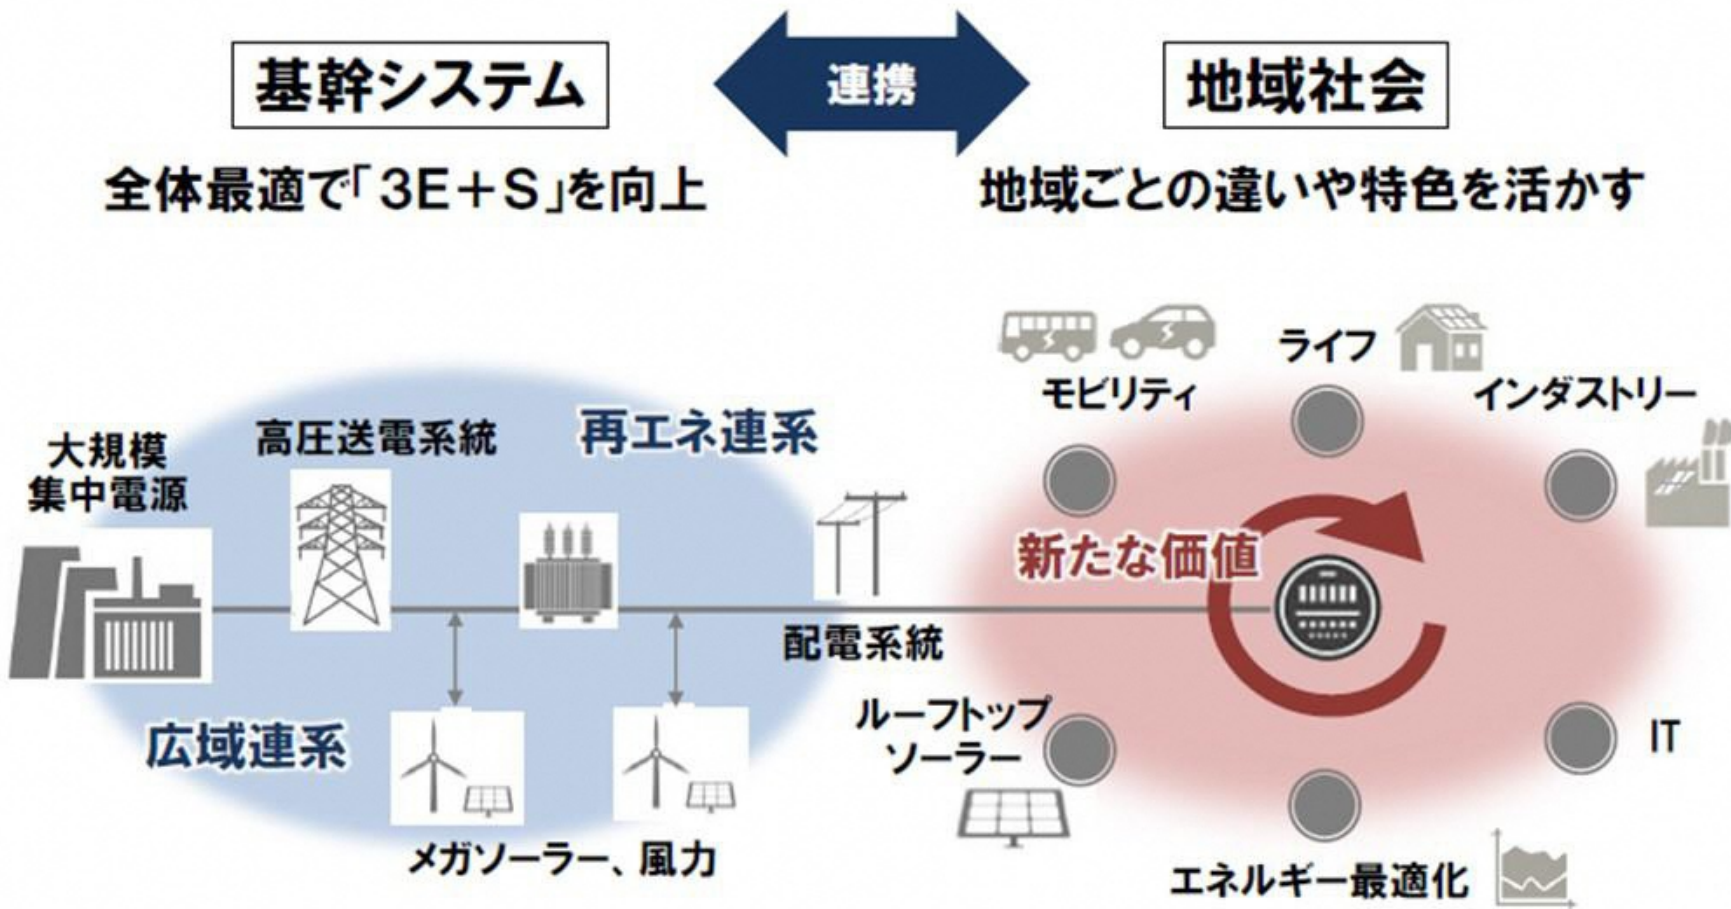 基幹システム
連携
地域社会
全体最適で「3E+S」を向上
地域ごとの違いや特色を活かす
モビリティ
ライフ
インダストリー
大規模
集中電源
高圧送電系統
再エネ連系
新たな価値
配電系統
広域連系
ルーフトップ
ソーラー
IT
メガソーラー、風力
エネルギー最適化